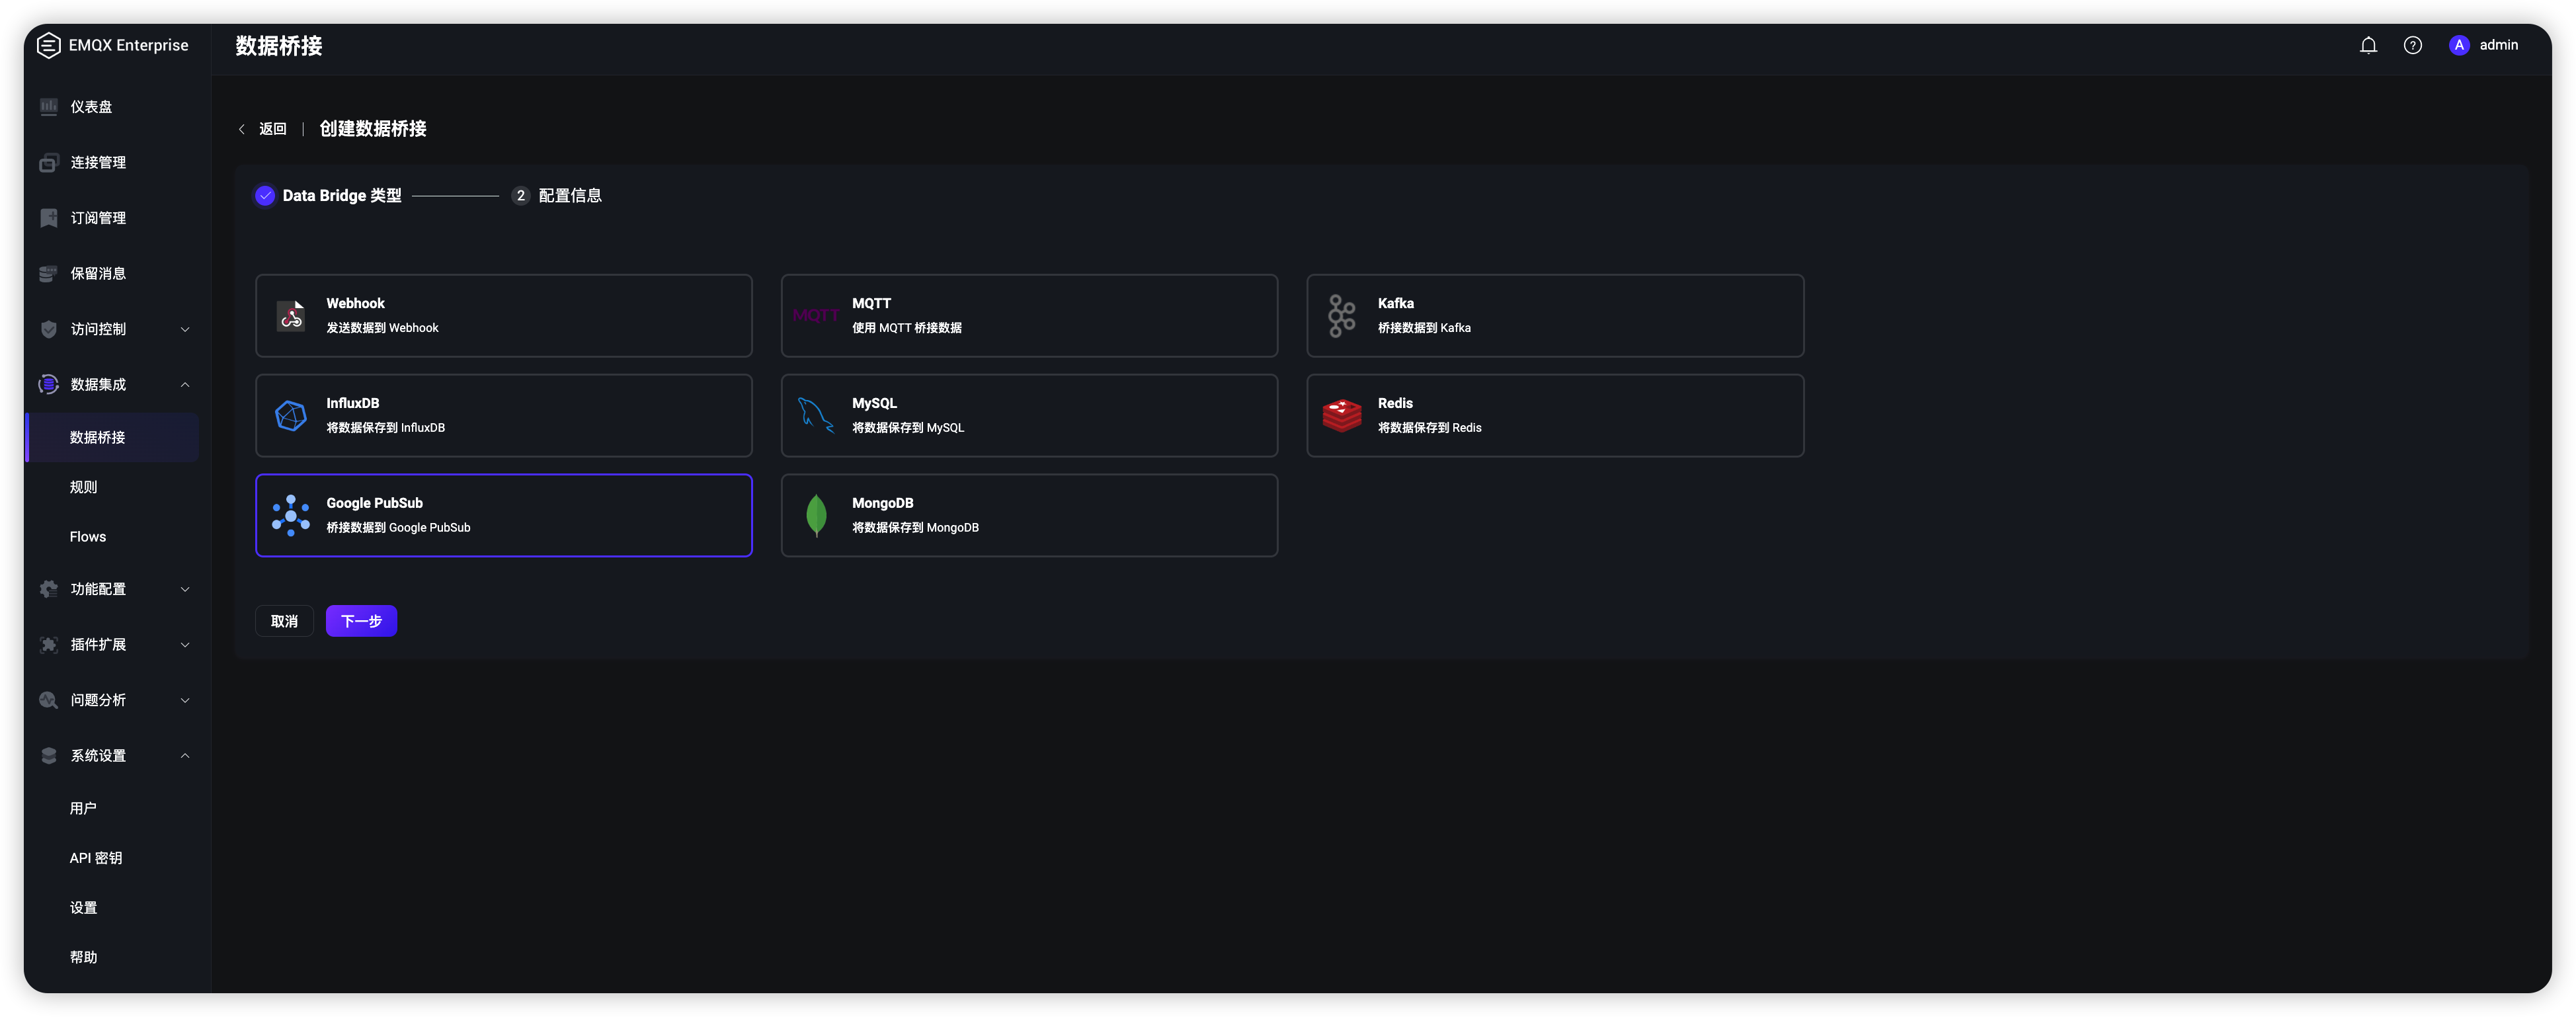 EMQX Enterprise
数据桥接
A admin
仪表盘
连接管理
订阅管理
保留消息
访问控制
数据集成
数据桥接
规则
Flows
功能配置
插件扩展
问题分析
系统设置
用户
API 密钥
设置
帮助
返回 | 创建数据桥接
Data Bridge 类型
2 配置信息
Webhook
发送数据到 Webhook
MQTT
MQTT
使用 MQTT 桥接数据
Kafka
桥接数据到 Kafka
InfluxDB
将数据保存到 InfluxDB
MySQL
将数据保存到 MySQL
Redis
将数据保存到 Redis
Google PubSub
桥接数据到 Google PubSub
MongoDB
将数据保存到 MongoDB
取消
下一步